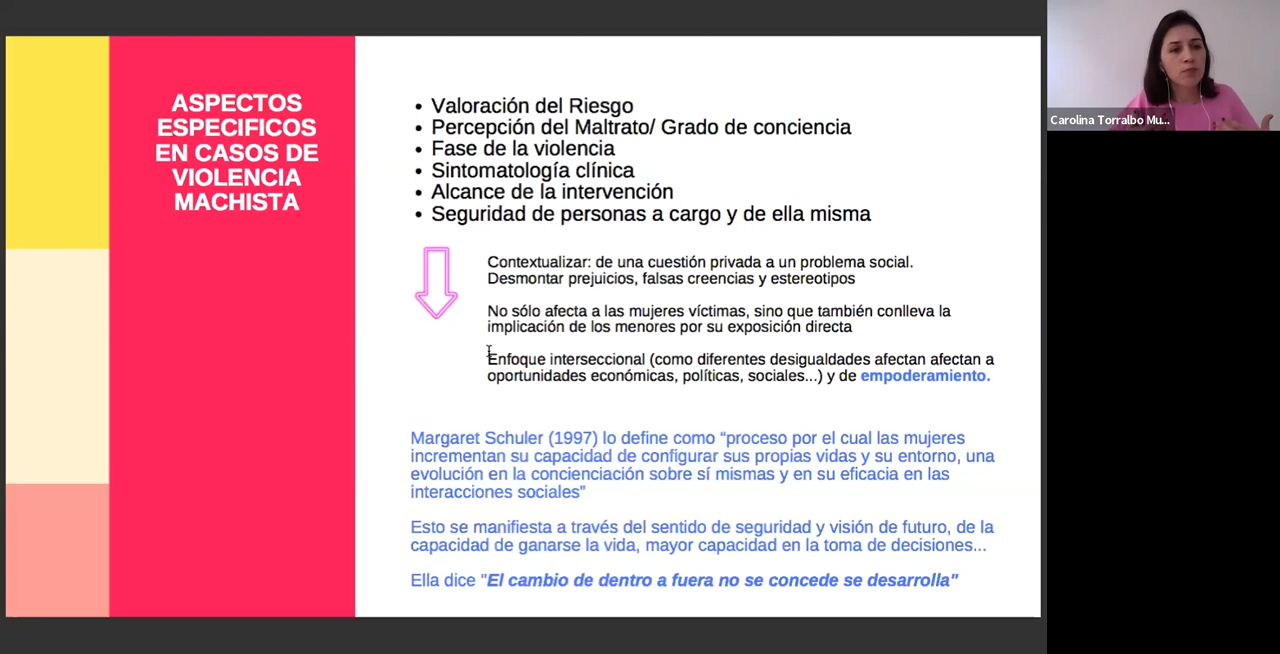 ASPECTOS
ESPECIFICOS
EN CASOS DE
VIOLENCIA
MACHISTA
• Valoración del Riesgo
• Percepción del Maltrato/ Grado de conciencia
• Fase de la violencia
• Sintomatología clínica
• Alcance de la intervención
• Seguridad de personas a cargo y de ella misma
Contextualizar: de una cuestión privada a un problema social.
Desmontar prejuicios, falsas creencias y estereotipos
No sólo afecta a las mujeres víctimas, sino que también conlleva la
implicación de los menores por su exposición directa
Enfoque interseccional (como diferentes desigualdades afectan afectan a
oportunidades económicas, políticas, sociales...) y de empoderamiento.
Margaret Schuler (1997) lo define como “proceso por el cual las mujeres
incrementan su capacidad de configurar sus propias vidas y su entorno, una
evolución en la concienciación sobre sí mismas y en su eficacia en las
interacciones sociales”
Esto se manifiesta a través del sentido de seguridad y visión de futuro, de la
capacidad de ganarse la vida, mayor capacidad en la toma de decisiones...
Ella dice "El cambio de dentro a fuera no se concede se desarrolla"
Carolina Torralbo Mu...